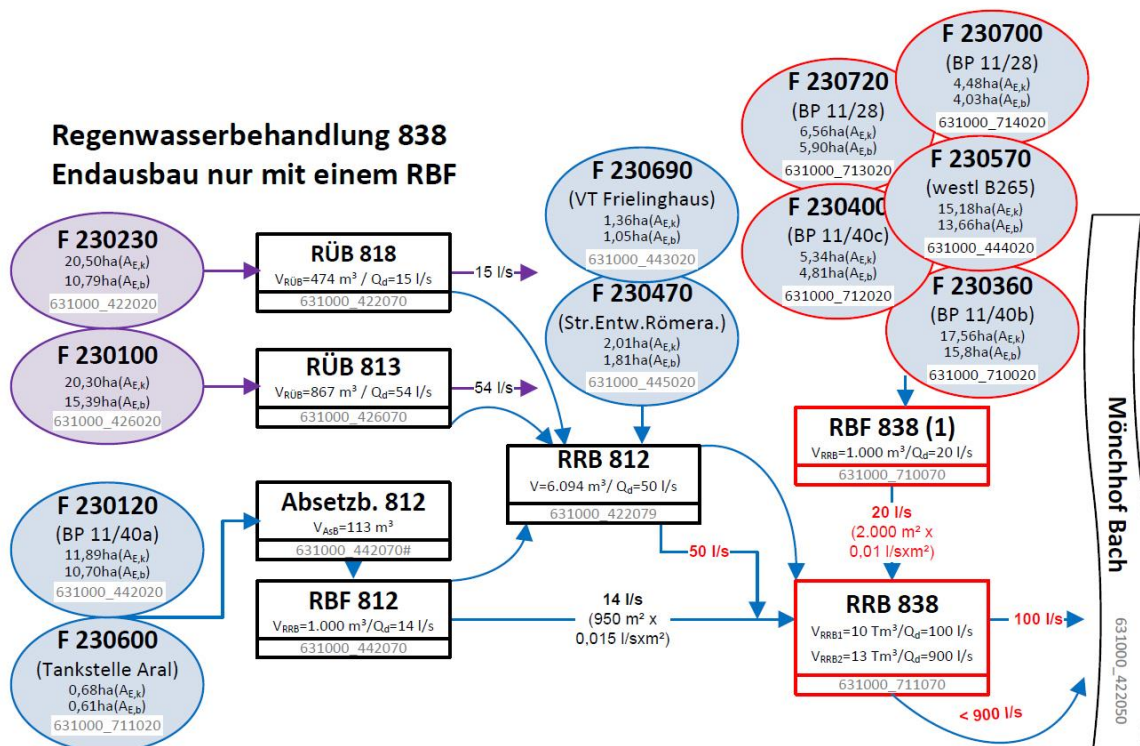 Regenwasserbehandlung 838
Endausbau nur mit einem RBF
F 230230
20,50ha(AE,k)
10,79ha(AE,b)
631000_422020
F 230100
20,30ha(AE,k)
15,39ha(AE,b)
631000_426020
F 230120
(BP 11/40a)
11,89ha(AE,k)
10,70ha(AE,b)
631000_442020
F 230600
(Tankstelle Aral)
0,68ha(AE,k)
0,61ha(AE,b)
631000_711020
RÜB 818
VRÜB=474 m³ / Qd=15 l/s
631000_422070
15 l/s
RÜB 813
VRÜB=867 m³ / Qd=54 l/s
631000_426070
54 l/s
Absetzb. 812
VAsB=113 m³
631000_442070#
RBF 812
VRRB=1.000 m³/Qd=14 l/s
631000_442070
14 l/s
(950 m² x
0,015 l/sxm²)
F 230690
(VT Frielinghaus)
1,36ha(AE,k)
1,05ha(AE,b)
631000_443020
F 230470
(Str.Entw.Römera.)
2,01ha(AE,k)
1,81ha(AE,b)
631000_445020
RRB 812
V=6.094 m³/ Qd=50 l/s
631000_422079
50 l/s
F 230700
(BP 11/28)
4,48ha(AE,k)
4,03ha(AE,b)
631000_714020
F 230720
(BP 11/28)
6,56ha(AE,k)
5,90ha(AE,b)
631000_713020
F 230570
(westl B265)
15,18ha(AE,k)
13,66ha(AE,b)
631000_444020
F 230400
(BP 11/40c)
5,34ha(AE,k)
4,81ha(AE,b)
631000_712020
F 230360
(BP 11/40b)
17,56ha(AE,k)
15,8ha(AE,b)
631000_710020
RBF 838 (1)
VRRB=1.000 m³/Qd=20 l/s
631000_710070
20 l/s
(2.000 m² x
0,01 l/sxm²)
RRB 838
VRRB1=10 Tm³/Qd=100 l/s
VRRB2=13 Tm³/Qd=900 l/s
631000_711070
100 l/s
< 900 l/s
Mönchhof Bach
631000_422050